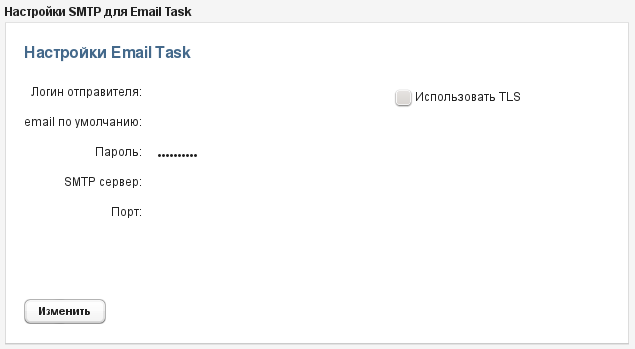 Настройки SMTP для Email Task
Настройки Email Task
Логин отправителя:
Использовать TLS
email по умолчанию:
Пароль: ••••••••••
SMTP сервер:
Порт:
Изменить